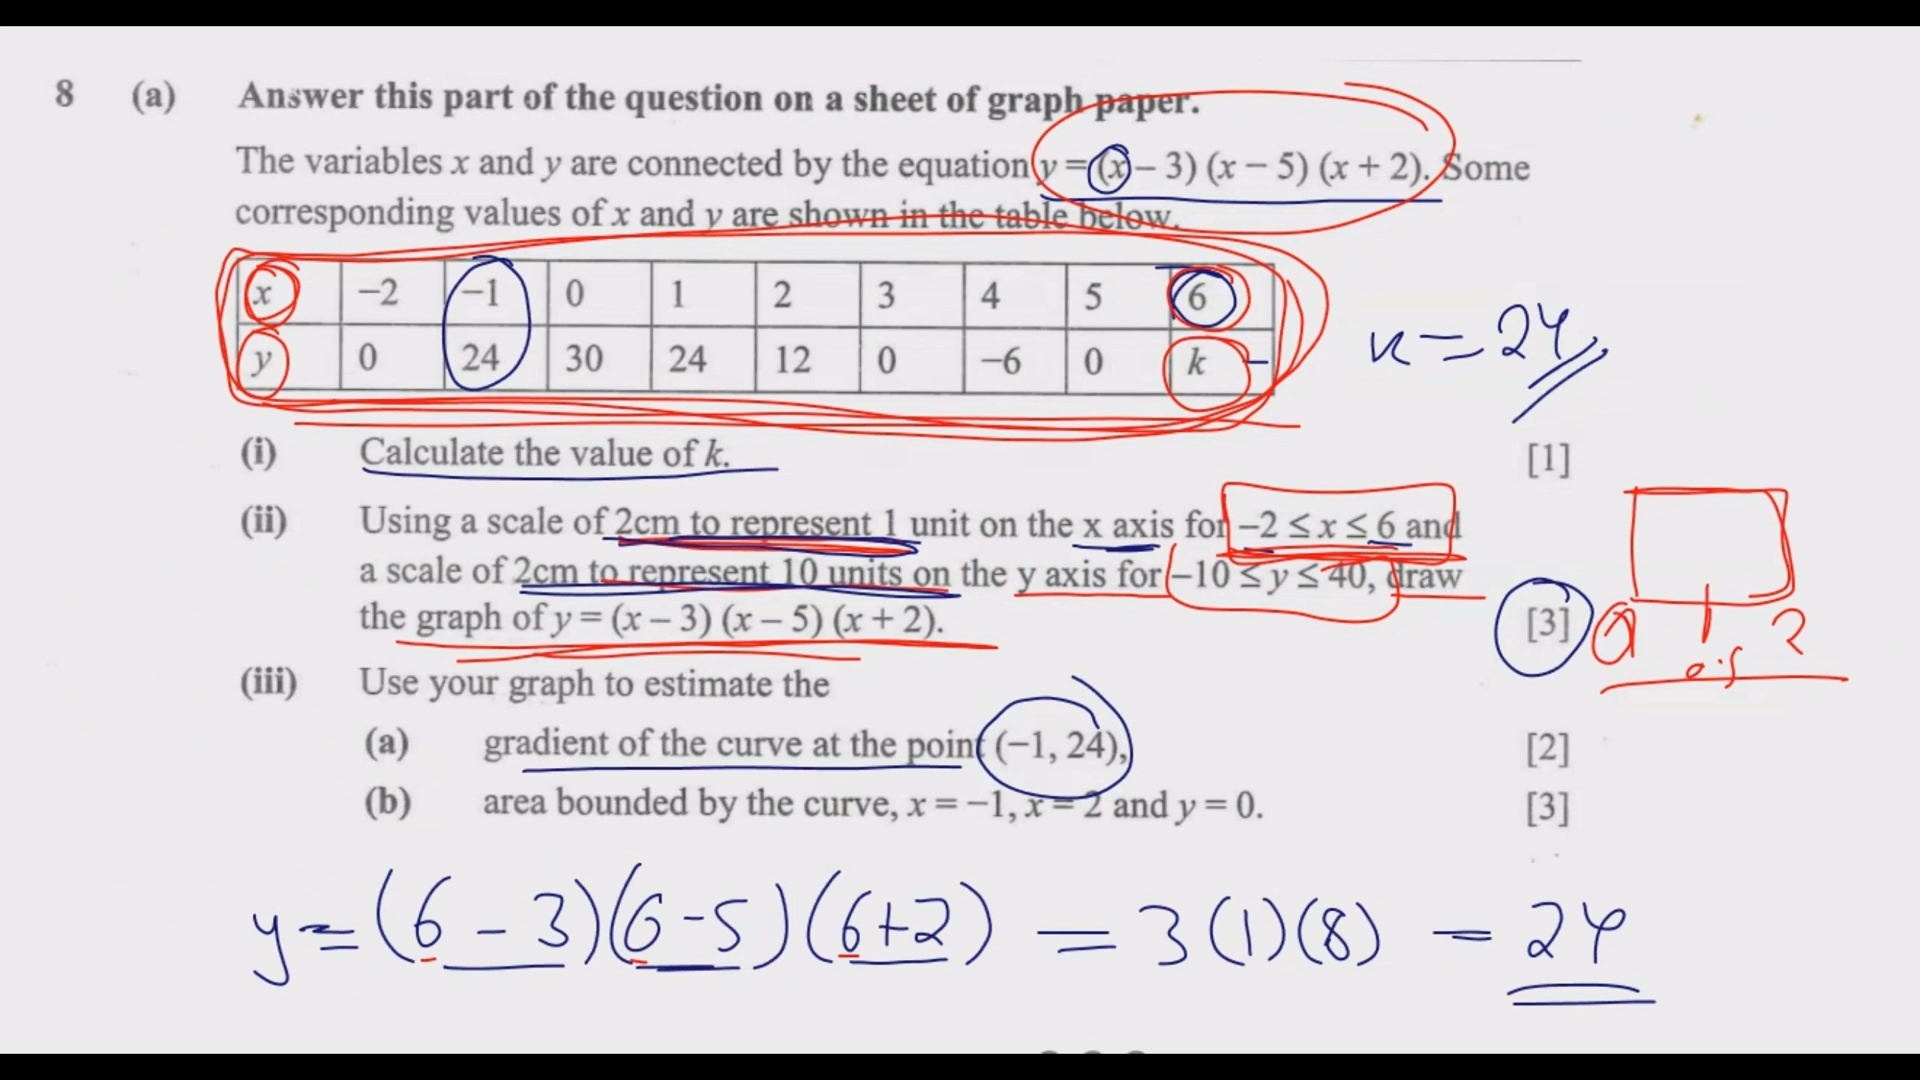 8 (a) Answer this part of the question on a sheet of graph paper.
The variables x and y are connected by the equation y = (x – 3) (x – 5) (x + 2). Some
corresponding values of x and y are shown in the table below.
x –2 –1 0 1 2 3 4 5 6
y 0 24 30 24 12 0 –6 0 k
k = 24
(i) Calculate the value of k. [1]
(ii) Using a scale of 2cm to represent 1 unit on the x axis for –2 ≤ x ≤ 6 and
a scale of 2cm to represent 10 units on the y axis for –10 ≤ y ≤ 40, draw
the graph of y = (x – 3) (x – 5) (x + 2). [3]
(iii) Use your graph to estimate the
(a) gradient of the curve at the point (–1, 24), [2]
(b) area bounded by the curve, x = –1, x = 2 and y = 0. [3]
y = (6 – 3)(6 - 5)(6+2) = 3(1)(8) = 24